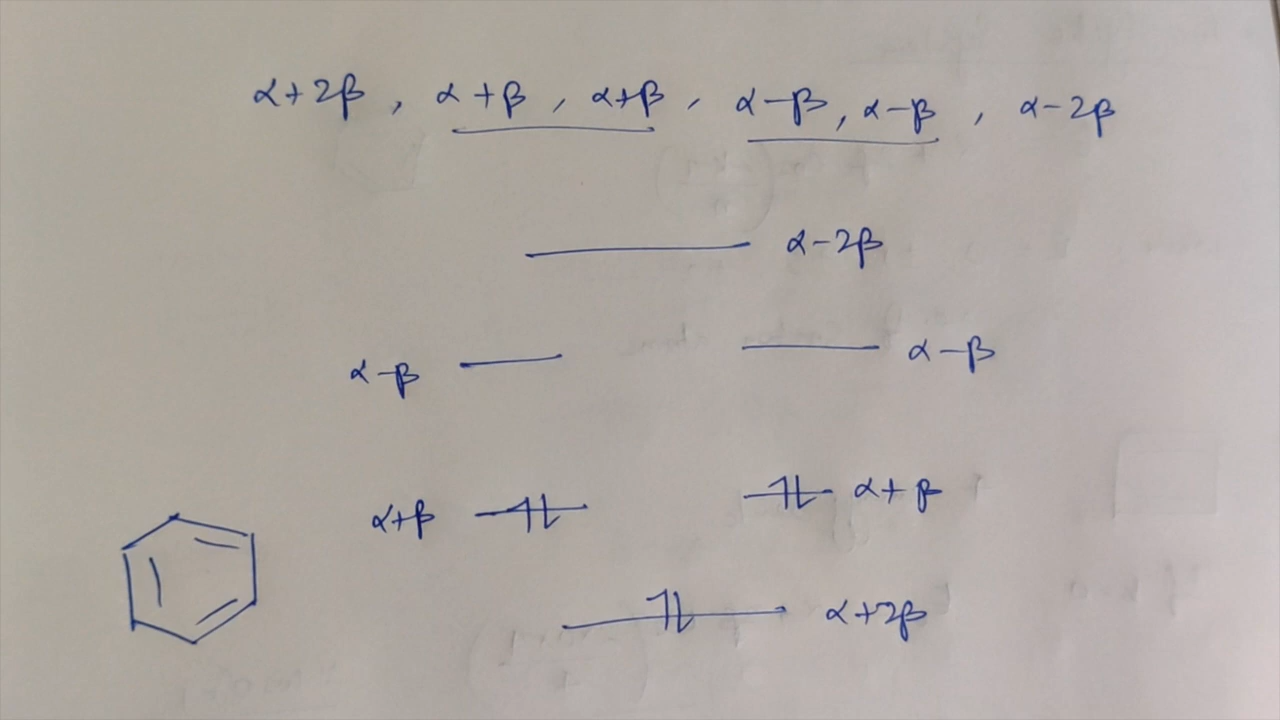 α+2β , α+β , α+β , α-β , α-β , α-2β
α-2β
α-β α-β
α+β α+β
α+2β